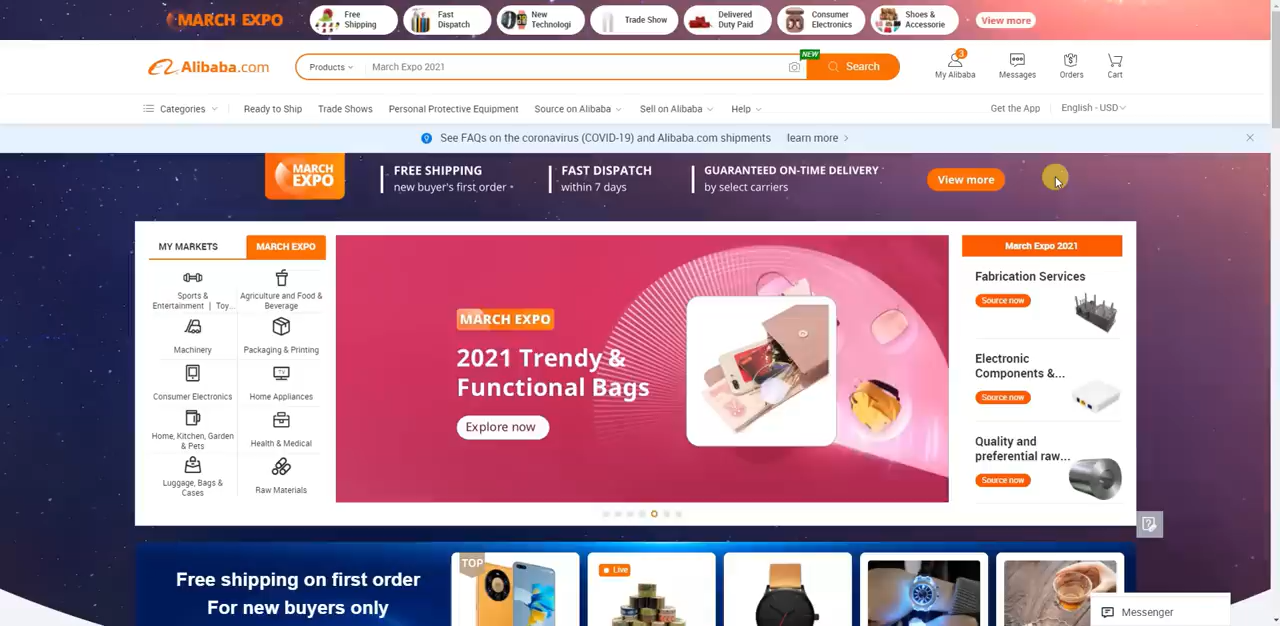 MARCH EXPO
Free
Shipping
Fast
Dispatch
New
Technologi
Trade Show
Delivered
Duty Paid
Consumer
Electronics
Shoes &
Accessorie
View more
Alibaba.com
Products
March Expo 2021
NEW
Search
3
My Alibaba
Messages
Orders
Cart
Categories
Ready to Ship
Trade Shows
Personal Protective Equipment
Source on Alibaba
Sell on Alibaba
Help
Get the App
English - USD
See FAQs on the coronavirus (COVID-19) and Alibaba.com shipments learn more
MARCH
EXPO
FREE SHIPPING
new buyer's first order
FAST DISPATCH
within 7 days
GUARANTEED ON-TIME DELIVERY
by select carriers
View more
MY MARKETS
MARCH EXPO
Sports &
Entertainment | Toy...
Agriculture and Food &
Beverage
Machinery
Packaging & Printing
Consumer Electronics
TV
Home Appliances
Home, Kitchen, Garden
& Pets
Health & Medical
Luggage, Bags &
Cases
Raw Materials
MARCH EXPO
2021 Trendy &
Functional Bags
Explore now
March Expo 2021
Fabrication Services
Source now
Electronic
Components &...
Source now
Quality and
preferential raw...
Source now
Free shipping on first order
For new buyers only
TOP
Live
Messenger